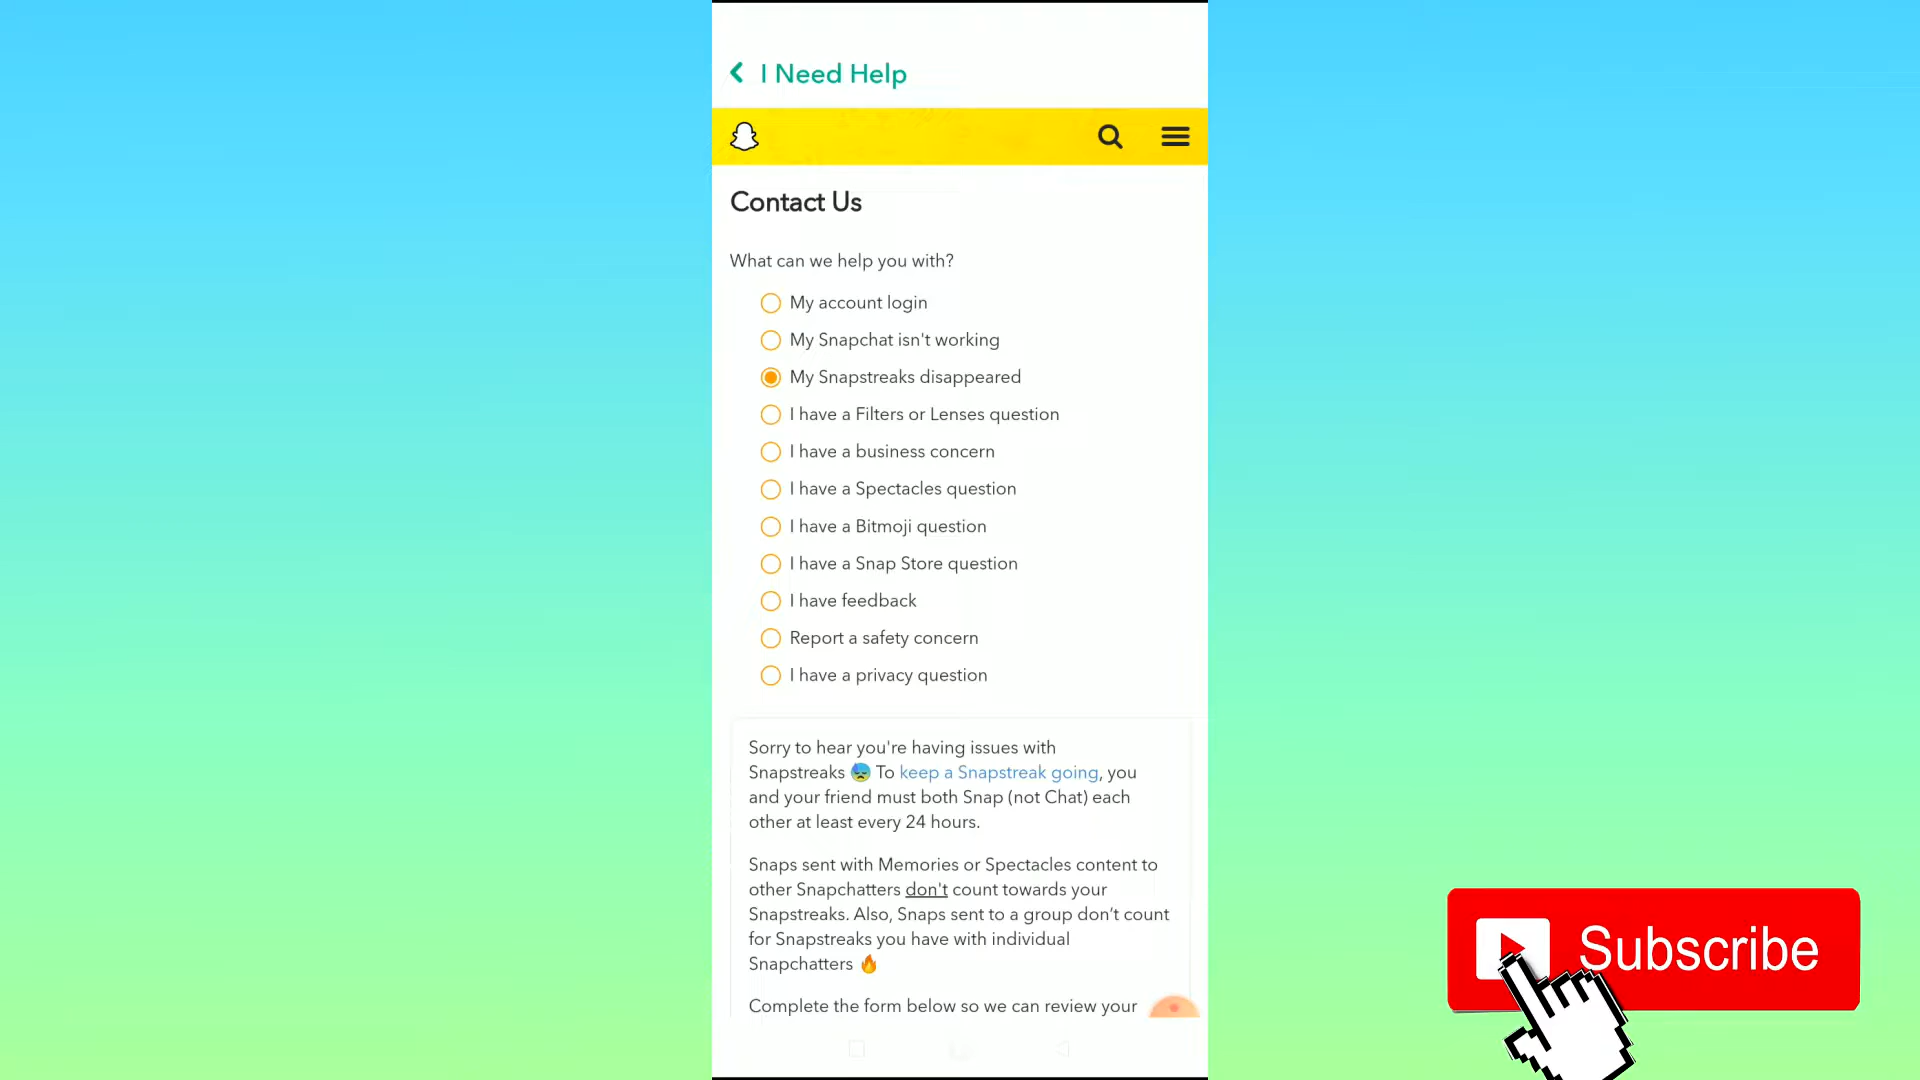 I Need Help
Contact Us
What can we help you with?
My account login
My Snapchat isn't working
My Snapstreaks disappeared
I have a Filters or Lenses question
I have a business concern
I have a Spectacles question
I have a Bitmoji question
I have a Snap Store question
I have feedback
Report a safety concern
I have a privacy question
Sorry to hear you're having issues with
Snapstreaks 😓 To keep a Snapstreak going, you
and your friend must both Snap (not Chat) each
other at least every 24 hours.
Snaps sent with Memories or Spectacles content to
other Snapchatters don't count towards your
Snapstreaks. Also, Snaps sent to a group don’t count
for Snapstreaks you have with individual
Snapchatters 🔥
Complete the form below so we can review your
Subscribe